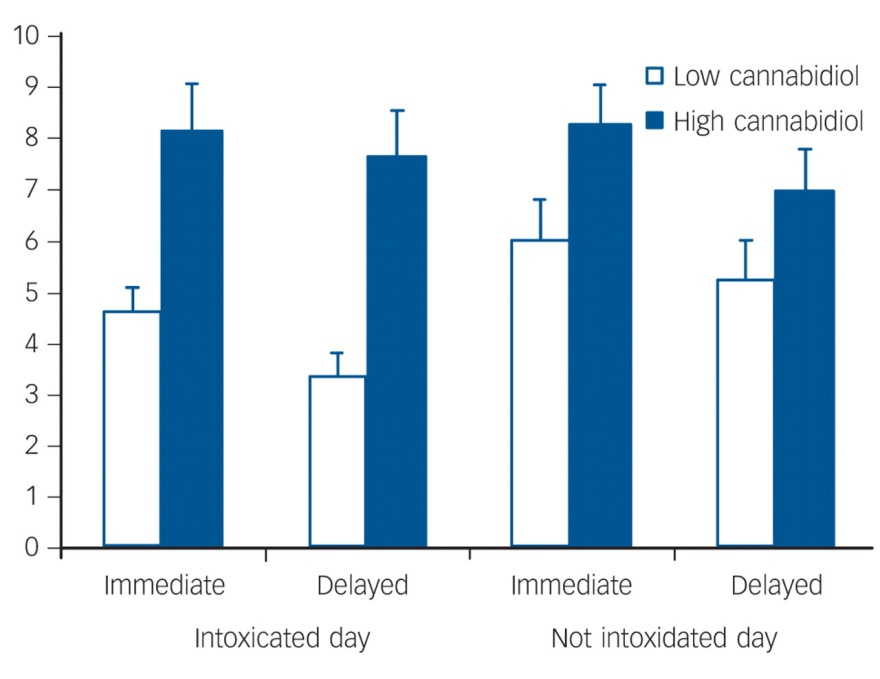 10
9
8
7
6
5
4
3
2
1
0
Low cannabidiol
High cannabidiol
Immediate Delayed Immediate Delayed
Intoxicated day Not intoxidated day